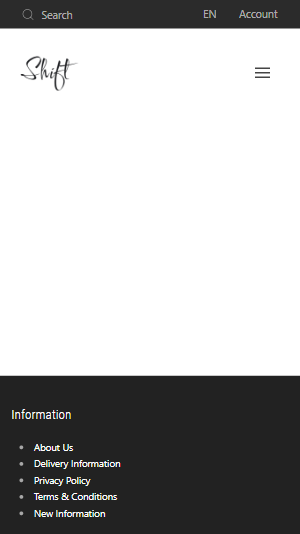 Search EN Account
Shift
Information
About Us
Delivery Information
Privacy Policy
Terms & Conditions
New Information